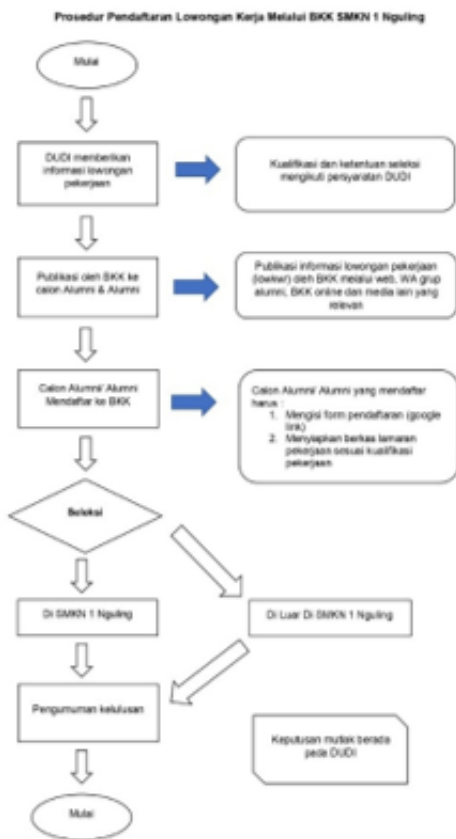 Prosedur Pendaftaran Lowongan Kerja Melalui BKK SMKN 1 Nguling
Mulai
DUDI memberikan
informasi lowongan
pekerjaan
Kualifikasi dan ketentuan seleksi
mengikuti persyaratan DUDI
Publikasi oleh BKK ke
calon Alumni & Alumni
Publikasi informasi lowongan pekerjaan
(lowker) oleh BKK melalui web, WA grup
alumni, BKK online dan media lain yang
relevan
Calon Alumni/ Alumni
Mendaftar ke BKK
Calon Alumni/ Alumni yang mendaftar
harus :
1. Mengisi form pendaftaran (google
link)
2. Menyiapkan berkas lamaran
pekerjaan sesuai kualifikasi
pekerjaan
Seleksi
Di SMKN 1 Nguling
Di Luar Di SMKN 1 Nguling
Pengumuman kelulusan
Keputusan mutlak berada
pada DUDI
Mulai